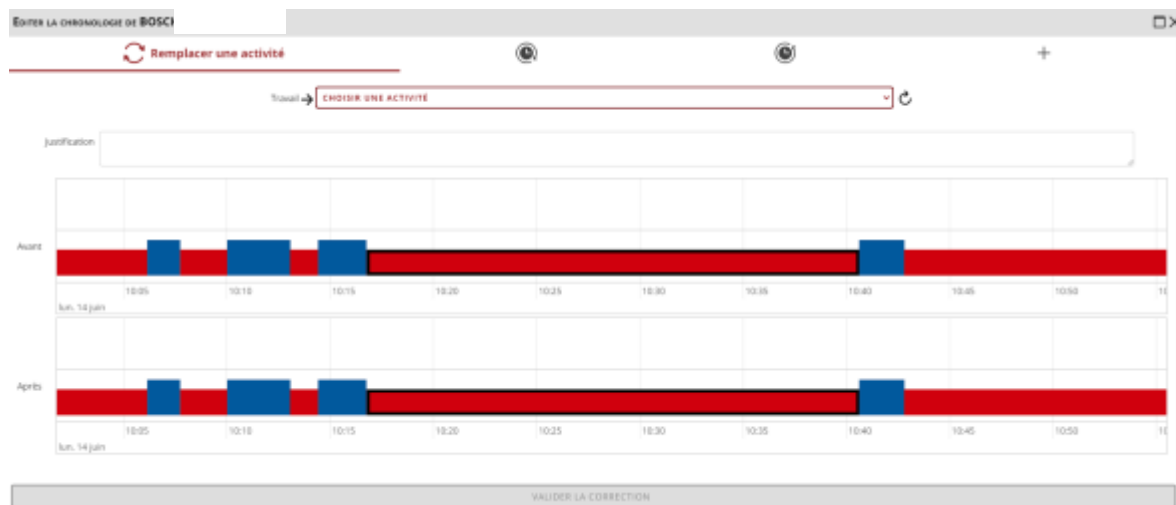 ÉDITER LA CHRONOLOGIE DE BOSCH
Remplacer une activité
Travail CHOISIR UNE ACTIVITÉ
Justification
Avant
10:05 10:10 10:15 10:20 10:25 10:30 10:35 10:40 10:45 10:50
lun. 14 juin
Après
10:05 10:10 10:15 10:20 10:25 10:30 10:35 10:40 10:45 10:50
lun. 14 juin
VALIDER LA CORRECTION